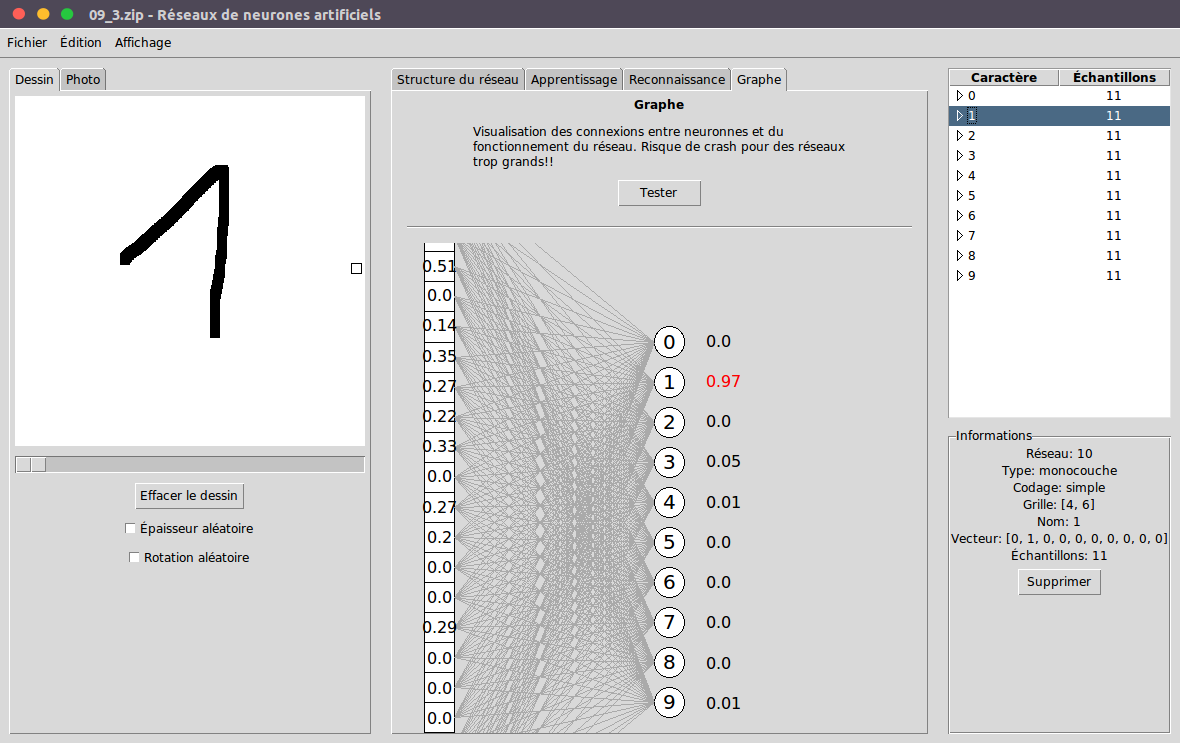 09_3.zip - Réseaux de neurones artificiels
Fichier Édition Affichage
Dessin Photo
1
Effacer le dessin
Épaisseur aléatoire
Rotation aléatoire
Structure du réseau Apprentissage Reconnaissance Graphe
Graphe
Visualisation des connexions entre neuronnes et du
fonctionnement du réseau. Risque de crash pour des réseaux
trop grands!!
Tester
0.51
0.0
0.14
0.35
0.27
0.22
0.33
0.0
0.27
0.2
0.0
0.0
0.29
0.0
0.0
0.0
0 0.0
1 0.97
2 0.0
3 0.05
4 0.01
5 0.0
6 0.0
7 0.0
8 0.0
9 0.01
Caractère Échantillons
0 11
1 11
2 11
3 11
4 11
5 11
6 11
7 11
8 11
9 11
Informations
Réseau: 10
Type: monocouche
Codage: simple
Grille: [4, 6]
Nom: 1
Vecteur: [0, 1, 0, 0, 0, 0, 0, 0, 0, 0]
Échantillons: 11
Supprimer